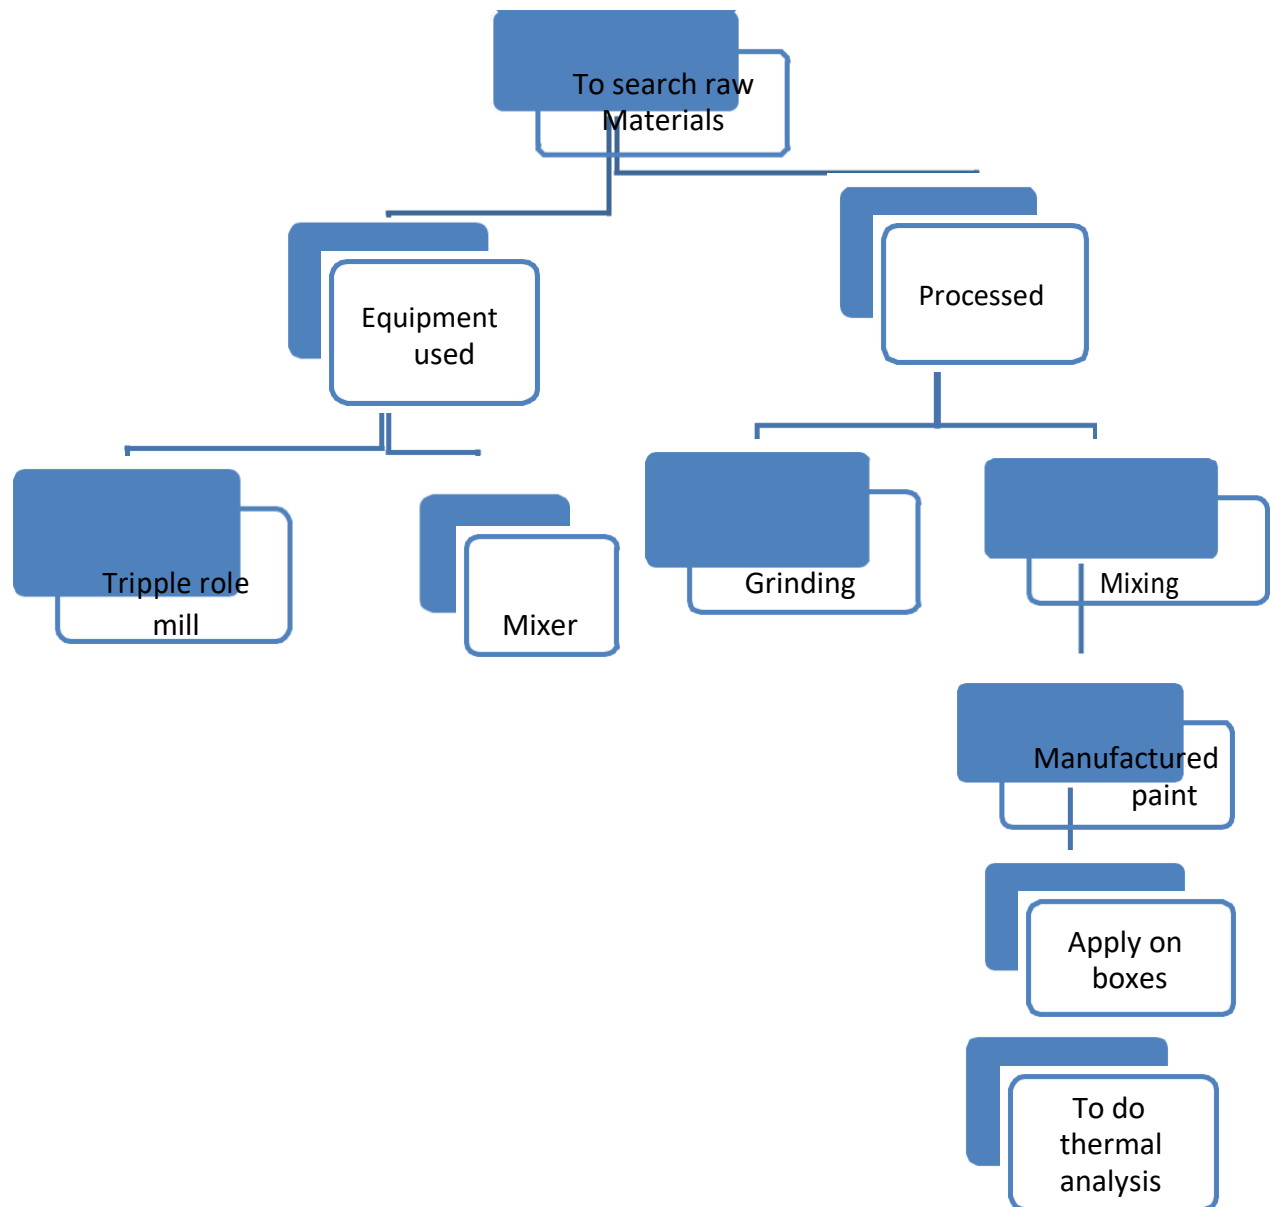 To search raw
Materials
Processed
Equipment
used
Tripple role
mill
Mixer
Grinding
Mixing
Manufactured
paint
Apply on
boxes
To do
thermal
analysis